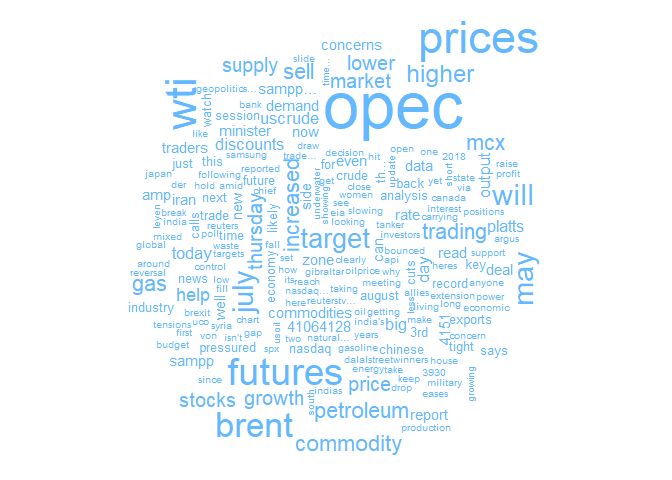 prices
concerns
slide
time…
lower
supply
sell
market
higher
wti
geopolitics…
sampp…
opec
watch
bank
demand
session
uscrude
like
minister
now
draw
mcx
traders
discounts
decision
hit
open
one
2018
output
raise
samsung
trade…
update
short
profit
just
this
for
even
th…
data
japan
following
reported
get
crude
back
yet
state
der
future
chief
underwater
showing
close
via
amp
hold
amid
women
analysis
canada
will
iran
next
new
likely
increased
side
see
interest
leyen
break
calls
trade
eia
slowing
rate
carrying
positions
mixed
reuters
thursday
looking
tanker
platts
poll
time
target
investors
trading
argus
global
waste
fall
can
bounced
today
targets
set
zone
clearly
api
cuts
day
read
support
around
control
economy
how
gibraltar
oilprice
why
heres
key
may
reversal
news
low
its
reach
meeting
record
deal
anyone
gas
help
fill
july
nasdaq…
taking
less
allies
extension
power
industry
well
here
reuterstv…
august
living
long
economic
commodities
oil
getting
4151
exports
brexit
uco
chart
usoil
41064128
india's
big
make
3rd
tensions
syria
concern
first
von
isn't
gap
two
natural…
years
tight
says
budget
pressured
spx
nasdaq
gasoline
chinese
sampp
dalalstreetwinners
house
futures
energy
take
3930
growing
since
price
keep
military
south
indias
drop
eases
stocks
growth
petroleum
report
brent
production
commodity
india